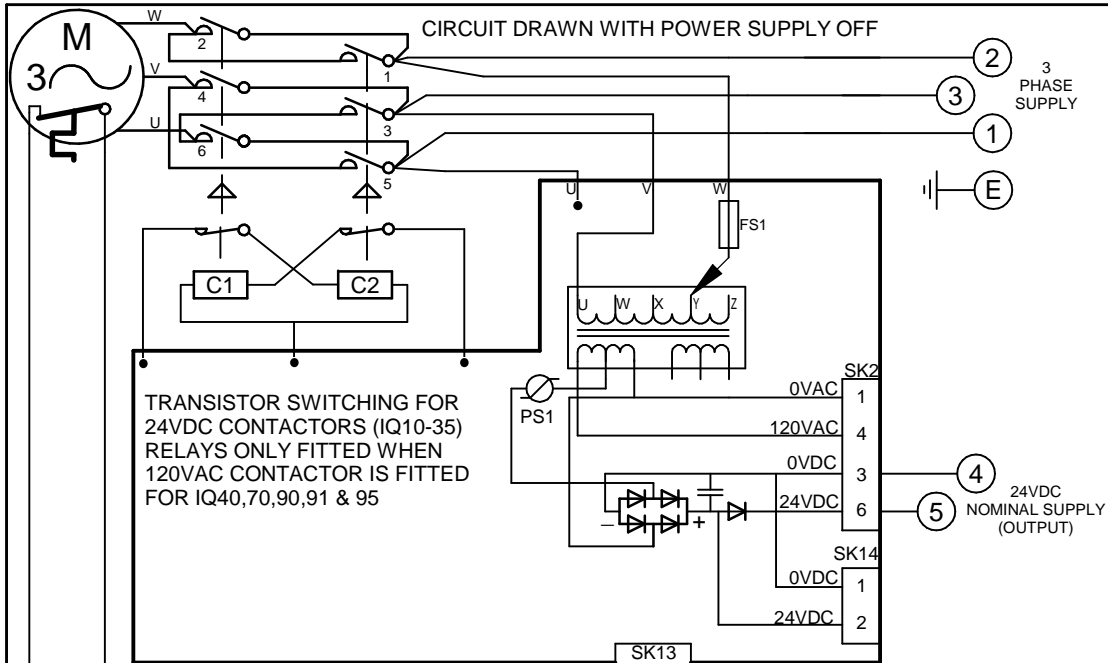 CIRCUIT DRAWN WITH POWER SUPPLY OFF
M
3
W
V
U
2
4
6
1
3
5
2
3
1
E
3
PHASE
SUPPLY
C1
C2
U
V
W
FS1
U
W
X
Y
Z
PS1
TRANSISTOR SWITCHING FOR
24VDC CONTACTORS (IQ10-35)
RELAYS ONLY FITTED WHEN
120VAC CONTACTOR IS FITTED
FOR IQ40,70,90,91 & 95
SK2
0VAC 1
120VAC 4
0VDC 3
24VDC 6
4
5
24VDC
NOMINAL SUPPLY
(OUTPUT)
– +
SK14
0VDC 1
24VDC 2
SK13